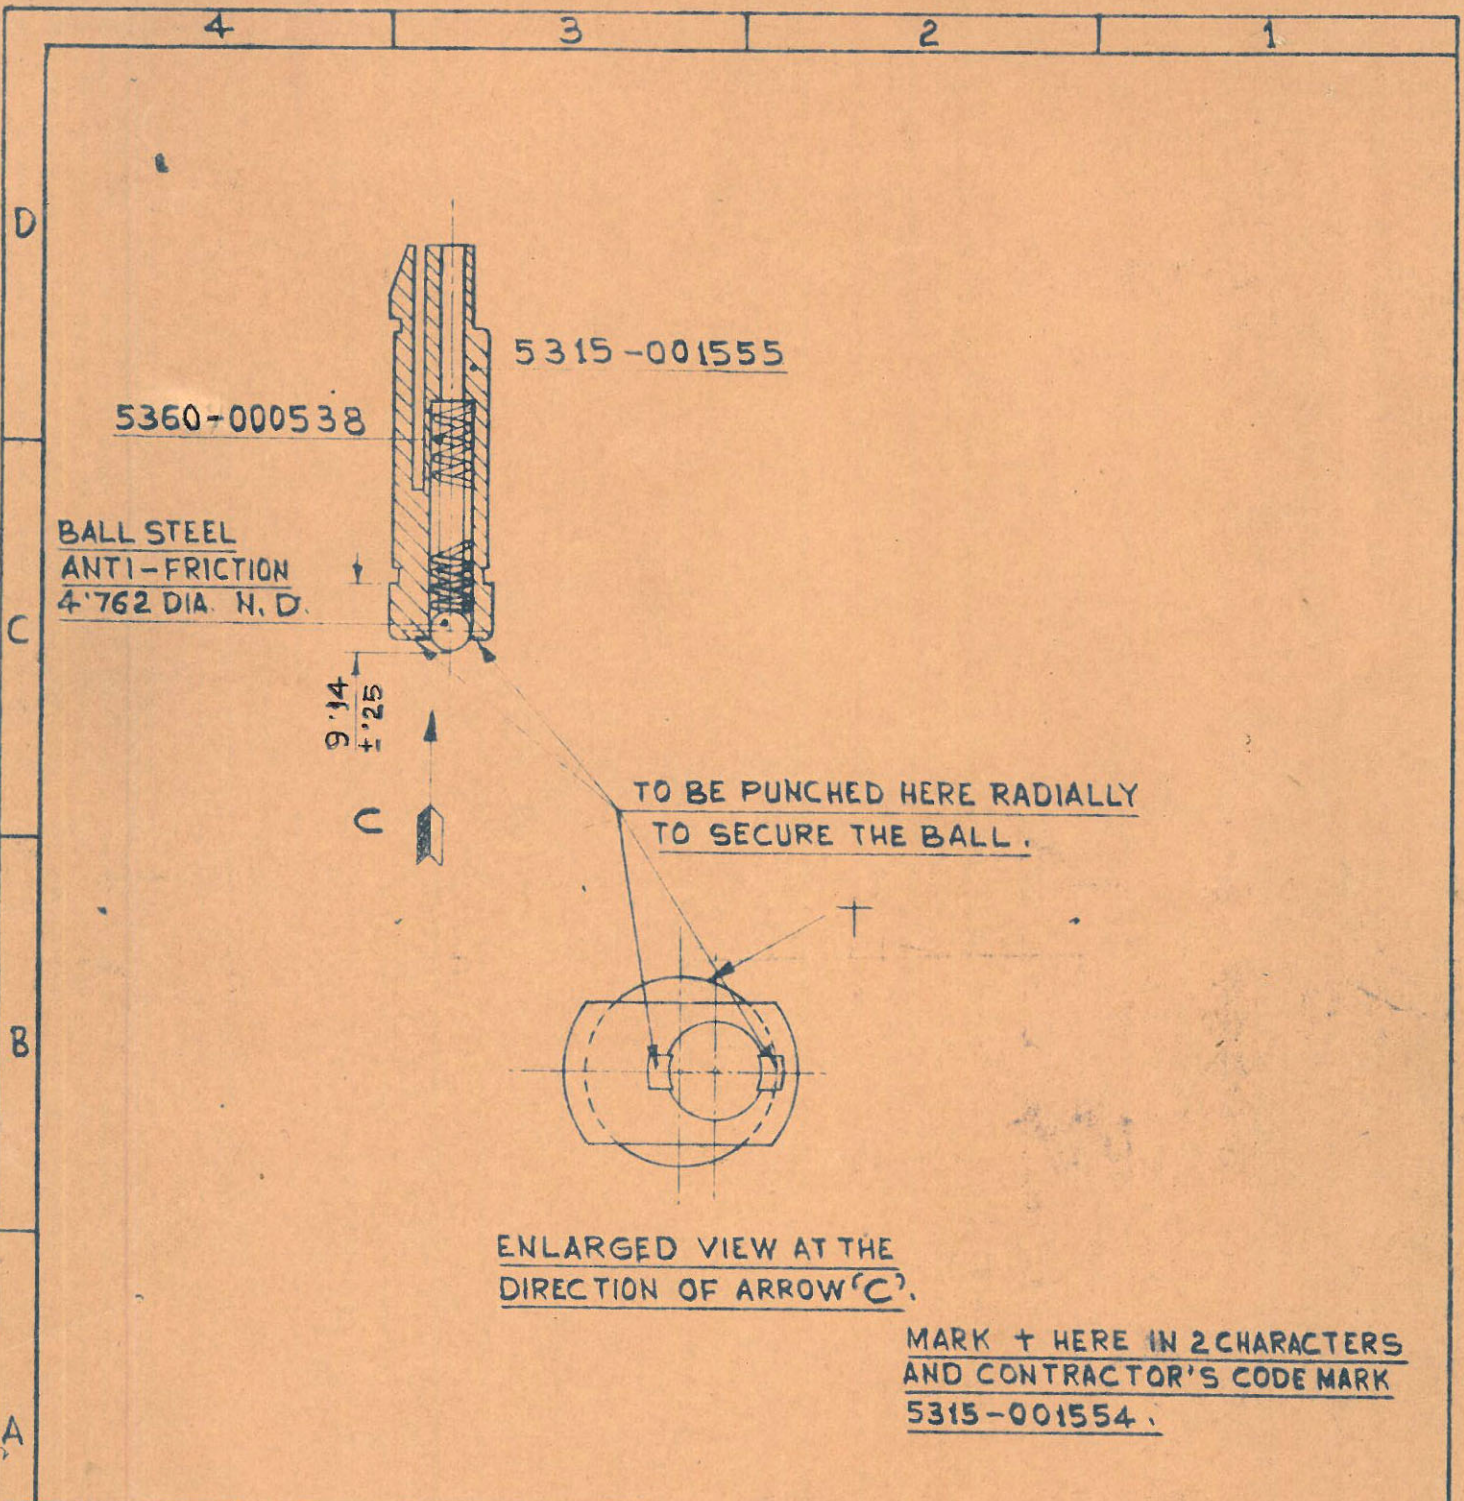 4 3 2 1
D
5315-001555
5360-000538
BALL STEEL
ANTI-FRICTION
4'762 DIA. N.D.
C
9'14
±'25
C
TO BE PUNCHED HERE RADIALLY
TO SECURE THE BALL.
+
B
ENLARGED VIEW AT THE
DIRECTION OF ARROW 'C'.
MARK + HERE IN 2 CHARACTERS
AND CONTRACTOR'S CODE MARK
5315-001554.
A